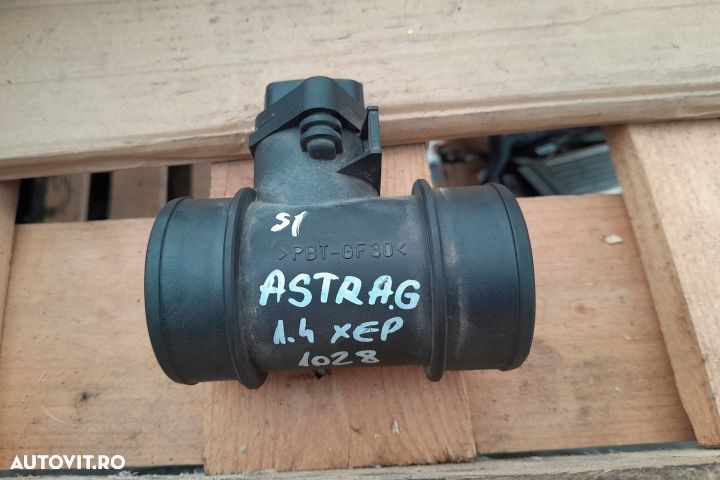 S1
>PBT-GF30<
ASTRA.G
1.4 XEP
1028
AUTOVIT.RO